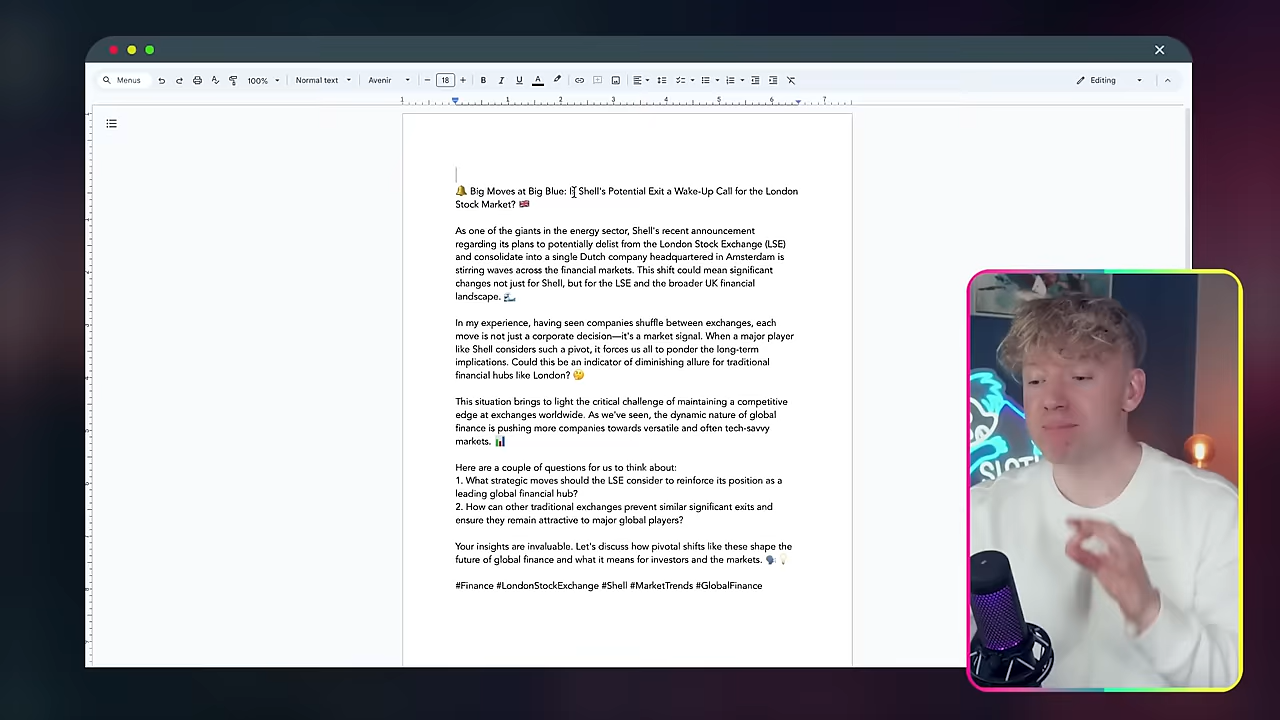 Menus
100%
Normal text
Avenir
18
Editing
1 1 2 3 4 5 6 7
🔔 Big Moves at Big Blue: Is Shell's Potential Exit a Wake-Up Call for the London
Stock Market? 🇬🇧
As one of the giants in the energy sector, Shell's recent announcement
regarding its plans to potentially delist from the London Stock Exchange (LSE)
and consolidate into a single Dutch company headquartered in Amsterdam is
stirring waves across the financial markets. This shift could mean significant
changes not just for Shell, but for the LSE and the broader UK financial
landscape. 🌊
In my experience, having seen companies shuffle between exchanges, each
move is not just a corporate decision—it's a market signal. When a major player
like Shell considers such a pivot, it forces us all to ponder the long-term
implications. Could this be an indicator of diminishing allure for traditional
financial hubs like London? 🤔
This situation brings to light the critical challenge of maintaining a competitive
edge at exchanges worldwide. As we've seen, the dynamic nature of global
finance is pushing more companies towards versatile and often tech-savvy
markets. 📊
Here are a couple of questions for us to think about:
1. What strategic moves should the LSE consider to reinforce its position as a
leading global financial hub?
2. How can other traditional exchanges prevent similar significant exits and
ensure they remain attractive to major global players?
Your insights are invaluable. Let's discuss how pivotal shifts like these shape the
future of global finance and what it means for investors and the markets. 🗣️💡
#Finance #LondonStockExchange #Shell #MarketTrends #GlobalFinance